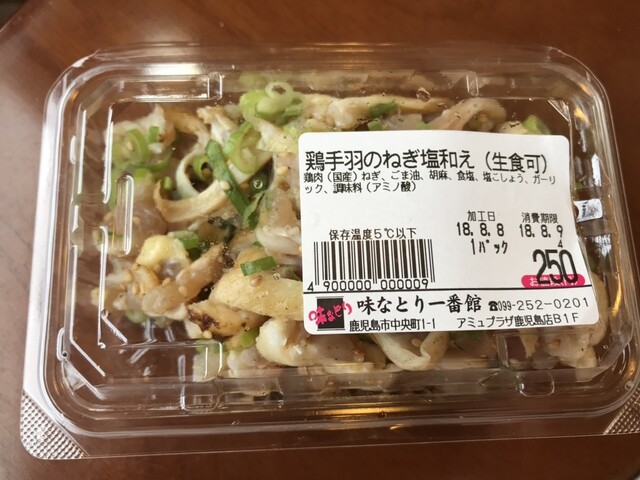 鶏手羽のねぎ塩和え（生食可）
鶏肉（国産）ねぎ、ごま油、胡麻、食塩、塩こしょう、ガーリ
ック、調味料（アミノ酸）
加工日 消費期限
保存温度5℃以下 18.8.8 18.8.9
1パック
4 900000 000009
250
味なとり
味なとり一番館 ☎099-252-0201
鹿児島市中央町1-1 アミュプラザ鹿児島店B1F